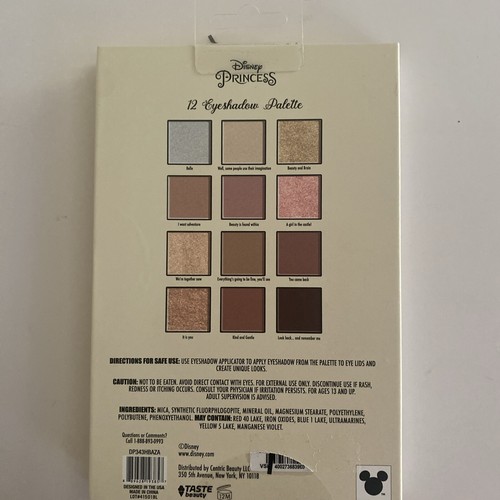 Disney
PRINCESS
12 Eyeshadow Palette
Belle
Well, some people use their imagination
Beauty and Brain
I want adventure
Beauty is found within
A girl in the castle!
We're together now
Everything's going to be fine, you'll see
You came back
It is you
Kind and Gentle
Look back... and remember me
DIRECTIONS FOR SAFE USE: USE EYESHADOW APPLICATOR TO APPLY EYESHADOW FROM THE PALETTE TO EYE LIDS AND
CREATE UNIQUE LOOKS.
CAUTION: NOT TO BE EATEN. AVOID DIRECT CONTACT WITH EYES. FOR EXTERNAL USE ONLY. DISCONTINUE USE IF RASH,
REDNESS OR ITCHING OCCURS. CONSULT YOUR PHYSICIAN IF IRRITATION PERSISTS. FOR AGES 13 AND UP.
ADULT SUPERVISION IS ADVISED.
INGREDIENTS: MICA, SYNTHETIC FLUORPHLOGOPITE, MINERAL OIL, MAGNESIUM STEARATE, POLYETHYLENE,
POLYBUTENE, PHENOXYETHANOL. MAY CONTAIN: RED 40 LAKE, IRON OXIDES, BLUE 1 LAKE, ULTRAMARINES,
YELLOW 5 LAKE, MANGANESE VIOLET.
Questions or Comments?
Call 1-888-893-0993
DP343HBAZA
DESIGNED IN THE USA
MADE IN CHINA
©Disney
www.disney.com
Distributed by Centric Beauty LLC
350 5th Avenue, New York, NY 10118
TASTE
beauty
12M